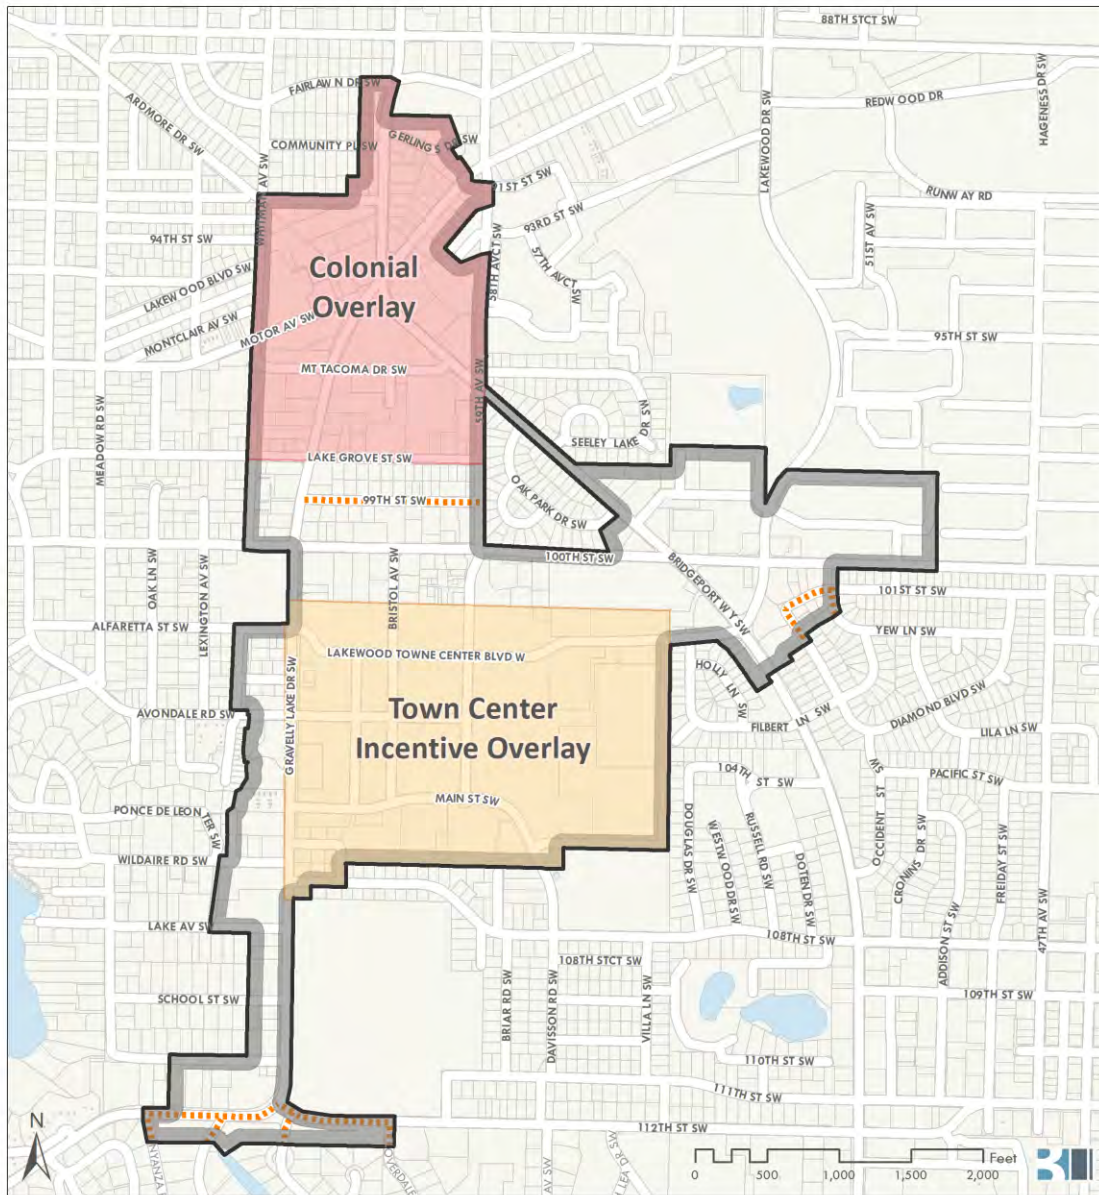 88TH STCT SW
FAIRLAWN DR SW
REDWOOD DR
ARDMORE DR SW
LAKEWOOD DR SW
HAGENESS DR SW
GERLINGS DR SW
COMMUNITY PL SW
91ST ST SW
RUNWAY RD
WHITMAN AV SW
93RD ST SW
94TH ST SW
58TH AVCT SW
57TH AVCT SW
51ST AV SW
Colonial
Overlay
LAKEWOOD BLVD SW
MONTCLAIR AV SW
MOTOR AV SW
95TH ST SW
MT TACOMA DR SW
59TH AV SW
MEADOW RD SW
SEELEY LAKE DR SW
LAKE GROVE ST SW
OAK PARK DR SW
99TH ST SW
100TH ST SW
OAK LN SW
LEXINGTON AV SW
BRISTOL AV SW
BRIDGEPORT WY SW
101ST ST SW
ALFARETTA ST SW
YEW LN SW
LAKEWOOD TOWNE CENTER BLVD W
HOLLY LN SW
GRAVELLY LAKE DR SW
DIAMOND BLVD SW
AVONDALE RD SW
Town Center
Incentive Overlay
FILBERT LN SW
LILA LN SW
104TH ST SW
PACIFIC ST SW
MAIN ST SW
PONCE DE LEON TER SW
DOUGLAS DR SW
WESTWOOD DR SW
RUSSELL RD SW
DOTEN DR SW
OCCIDENT ST SW
CRONINS DR SW
FREIDAY ST SW
WILDAIRE RD SW
LAKE AV SW
108TH ST SW
ADDISON ST SW
47TH AV SW
108TH STCT SW
BRIAR RD SW
DAVISSON RD SW
VILLA LN SW
SCHOOL ST SW
109TH ST SW
110TH ST SW
111TH ST SW
112TH ST SW
N
Feet
0 500 1,000 1,500 2,000